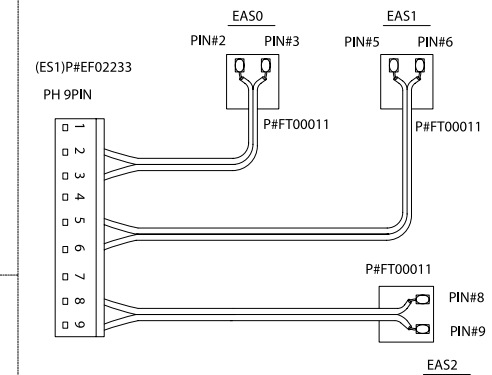 EAS0
EAS1
PIN#2 PIN#3
PIN#5 PIN#6
(ES1)P#EF02233
PH 9PIN
P#FT00011
P#FT00011
1
2
3
4
5
6
7
8
9
P#FT00011
PIN#8
PIN#9
EAS2